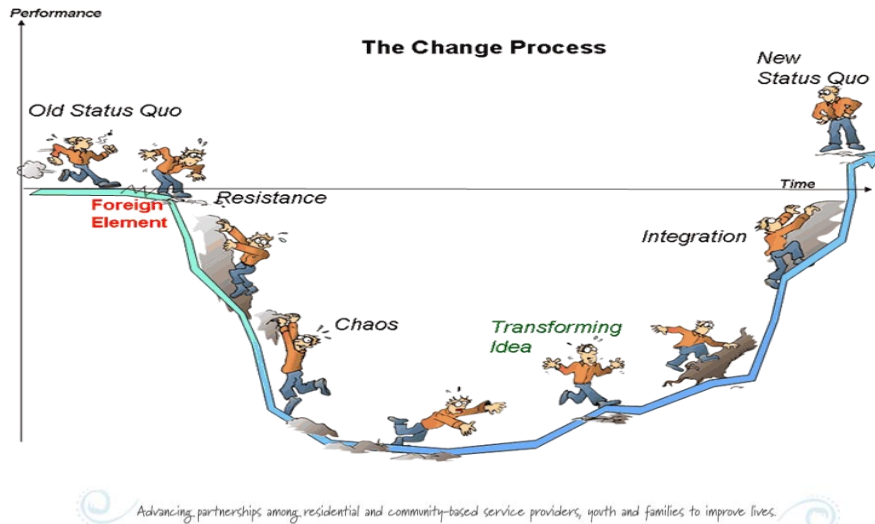 Performance
The Change Process
New
Status Quo
Old Status Quo
Time
Foreign
Element
Resistance
Integration
Chaos
Transforming
Idea
Advancing partnerships among residential and community-based service providers, youth and families to improve lives.